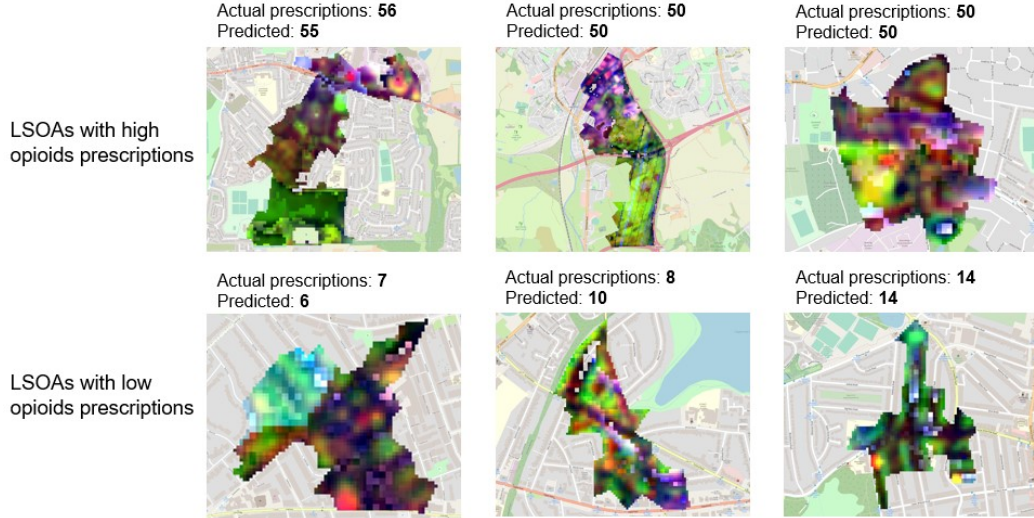 Actual prescriptions: 56
Predicted: 55
Actual prescriptions: 50
Predicted: 50
Actual prescriptions: 50
Predicted: 50
LSOAs with high
opioids prescriptions
Actual prescriptions: 7
Predicted: 6
Actual prescriptions: 8
Predicted: 10
Actual prescriptions: 14
Predicted: 14
LSOAs with low
opioids prescriptions